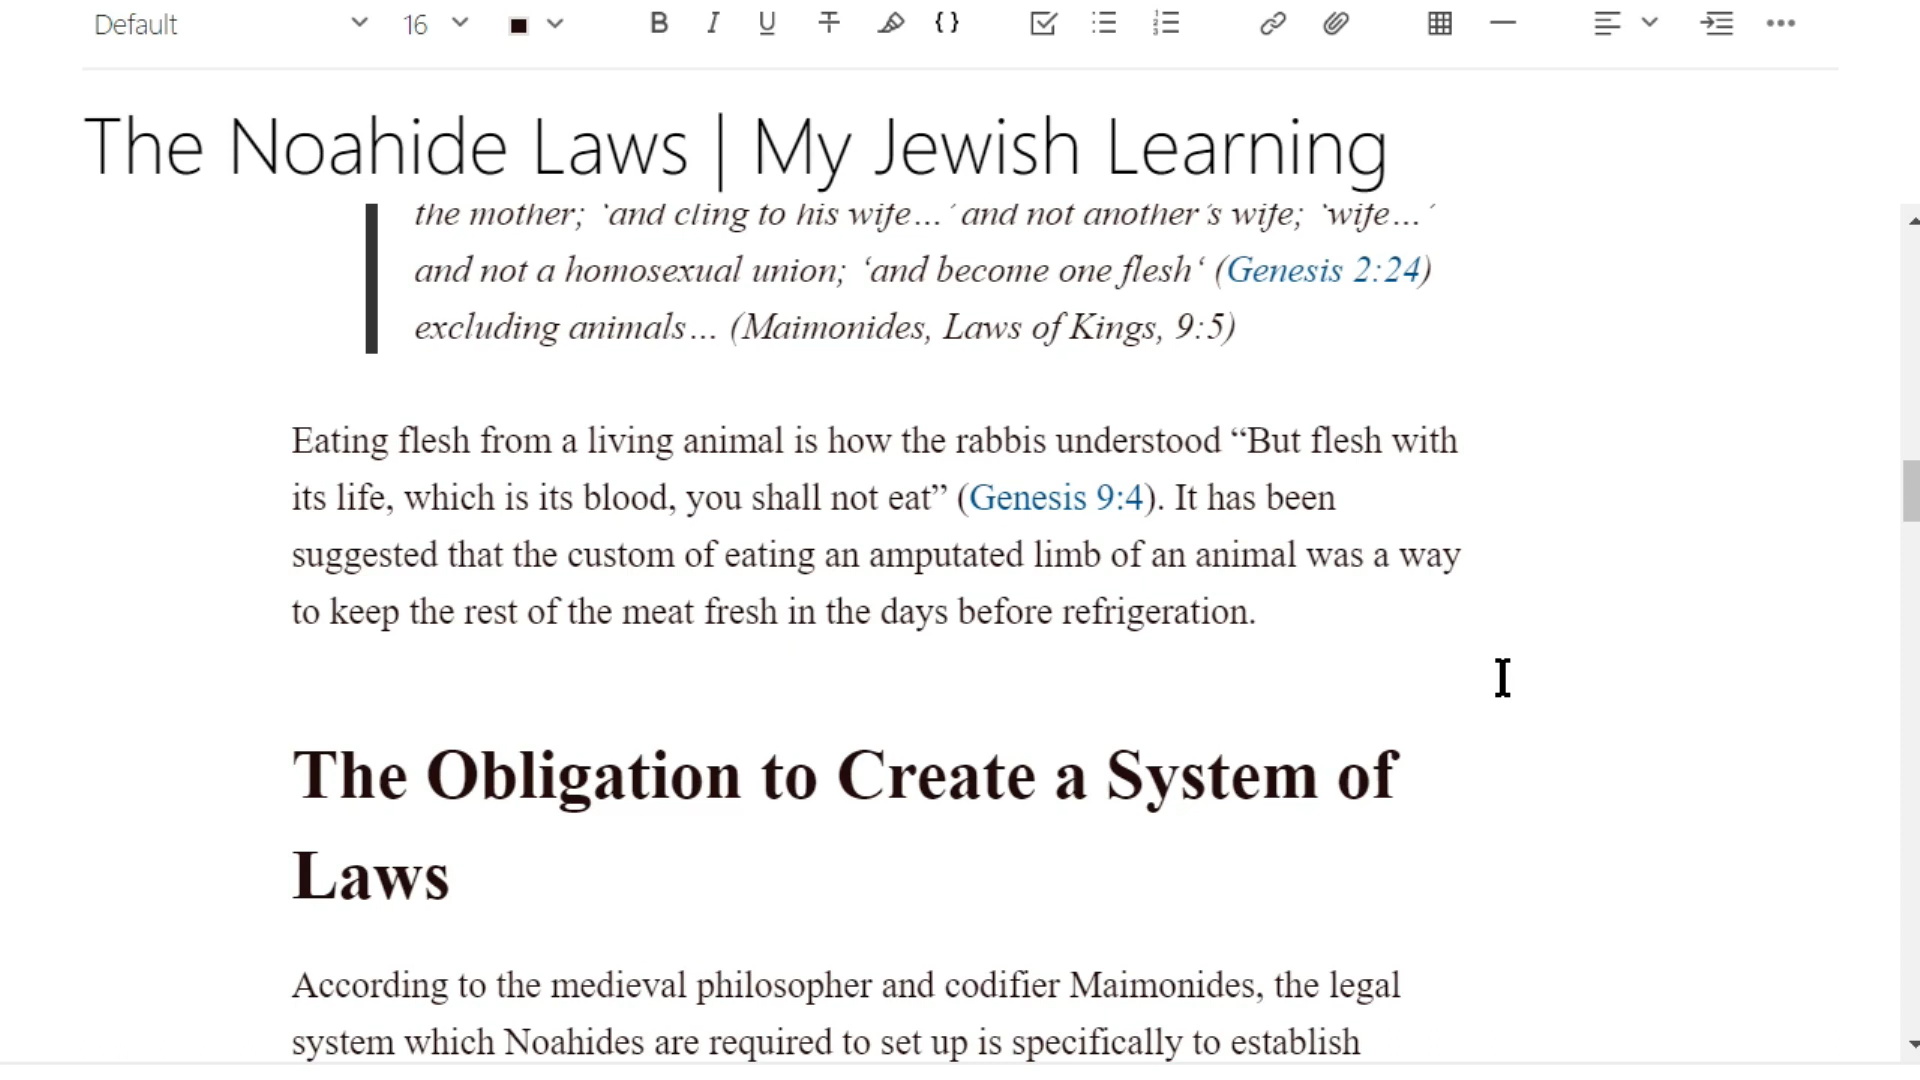 Default 16 B I U T {}
The Noahide Laws | My Jewish Learning
the mother; ‘and cling to his wife…’ and not another’s wife; ‘wife…’
and not a homosexual union; ‘and become one flesh‘ (Genesis 2:24)
excluding animals… (Maimonides, Laws of Kings, 9:5)
Eating flesh from a living animal is how the rabbis understood “But flesh with
its life, which is its blood, you shall not eat” (Genesis 9:4). It has been
suggested that the custom of eating an amputated limb of an animal was a way
to keep the rest of the meat fresh in the days before refrigeration.
The Obligation to Create a System of
Laws
According to the medieval philosopher and codifier Maimonides, the legal
system which Noahides are required to set up is specifically to establish